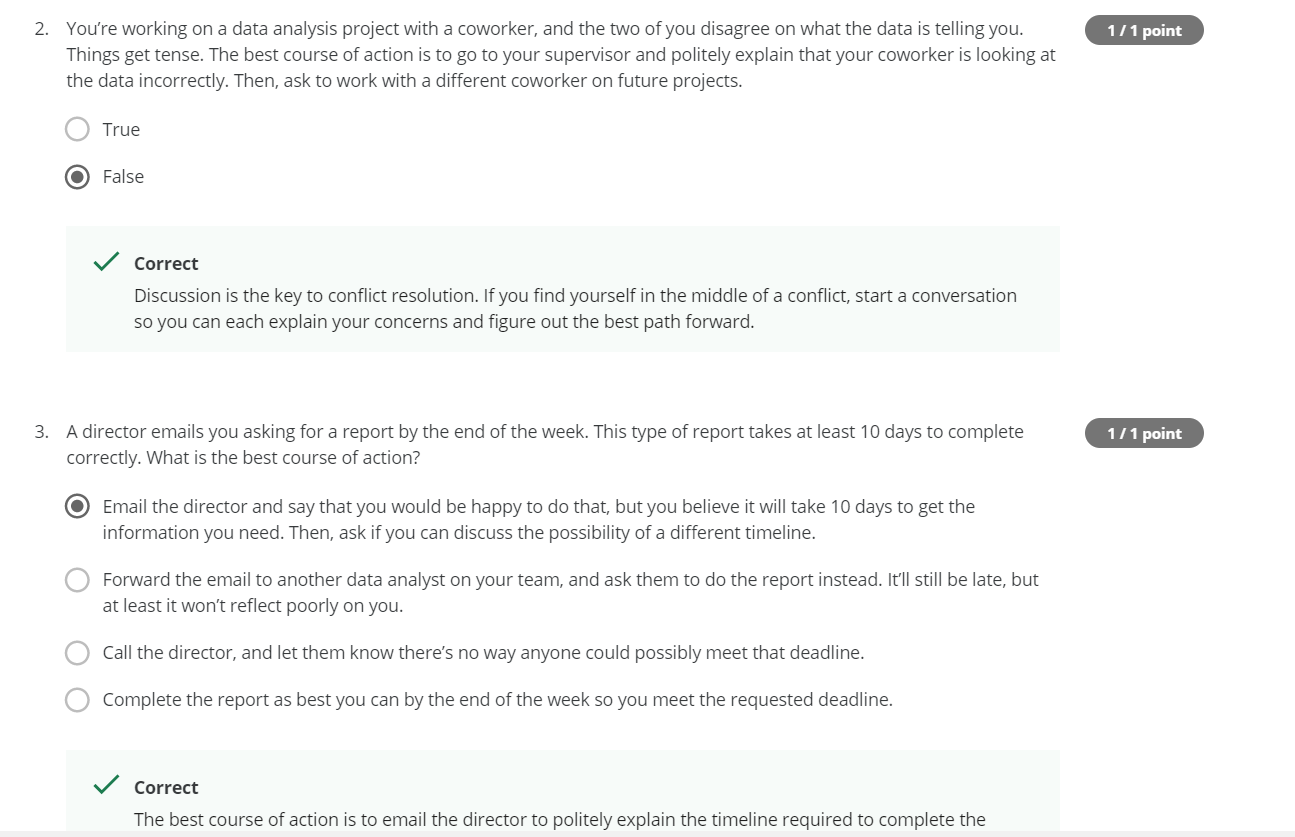 2. You’re working on a data analysis project with a coworker, and the two of you disagree on what the data is telling you.
1 / 1 point
Things get tense. The best course of action is to go to your supervisor and politely explain that your coworker is looking at
the data incorrectly. Then, ask to work with a different coworker on future projects.
True
False
Correct
Discussion is the key to conflict resolution. If you find yourself in the middle of a conflict, start a conversation
so you can each explain your concerns and figure out the best path forward.
3. A director emails you asking for a report by the end of the week. This type of report takes at least 10 days to complete
1 / 1 point
correctly. What is the best course of action?
Email the director and say that you would be happy to do that, but you believe it will take 10 days to get the
information you need. Then, ask if you can discuss the possibility of a different timeline.
Forward the email to another data analyst on your team, and ask them to do the report instead. It’ll still be late, but
at least it won’t reflect poorly on you.
Call the director, and let them know there’s no way anyone could possibly meet that deadline.
Complete the report as best you can by the end of the week so you meet the requested deadline.
Correct
The best course of action is to email the director to politely explain the timeline required to complete the